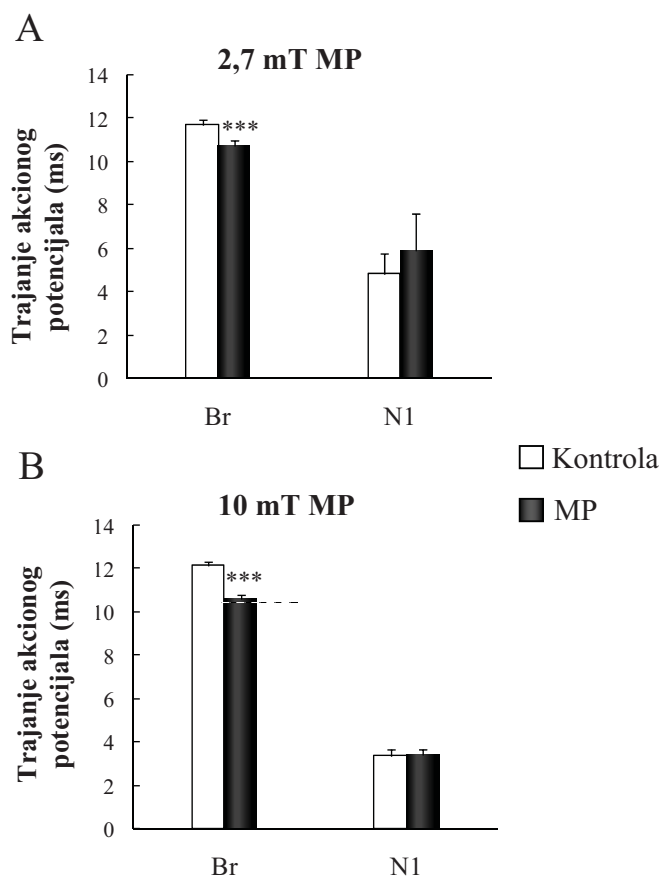 A
2,7 mT MP
Trajanje akcionog
potencijala (ms)
14
12
10
8
6
4
2
0
***
Br
N1
B
10 mT MP
Trajanje akcionog
potencijala (ms)
14
12
10
8
6
4
2
0
***
Br
N1
Kontrola
MP